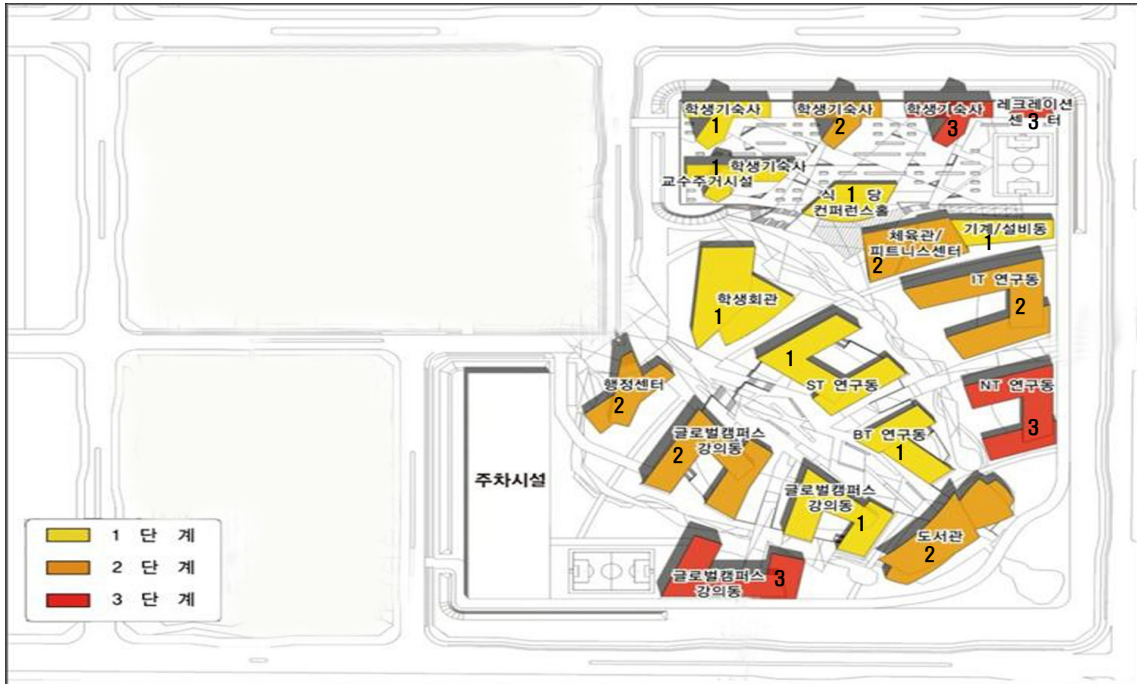 학생기숙사
1
학생기숙사
2
학생기숙사
3
레크레이션
센터
3
1
학생기숙사
교수주거시설
식당
1
컨퍼런스홀
체육관/
피트니스센터
2
기계/설비동
1
IT 연구동
2
학생회관
1
1
ST 연구동
NT 연구동
3
행정센터
2
글로벌캠퍼스
강의동
2
BT 연구동
1
주차시설
글로벌캠퍼스
강의동
1
도서관
2
글로벌캠퍼스
강의동
3
1 단 계
2 단 계
3 단 계